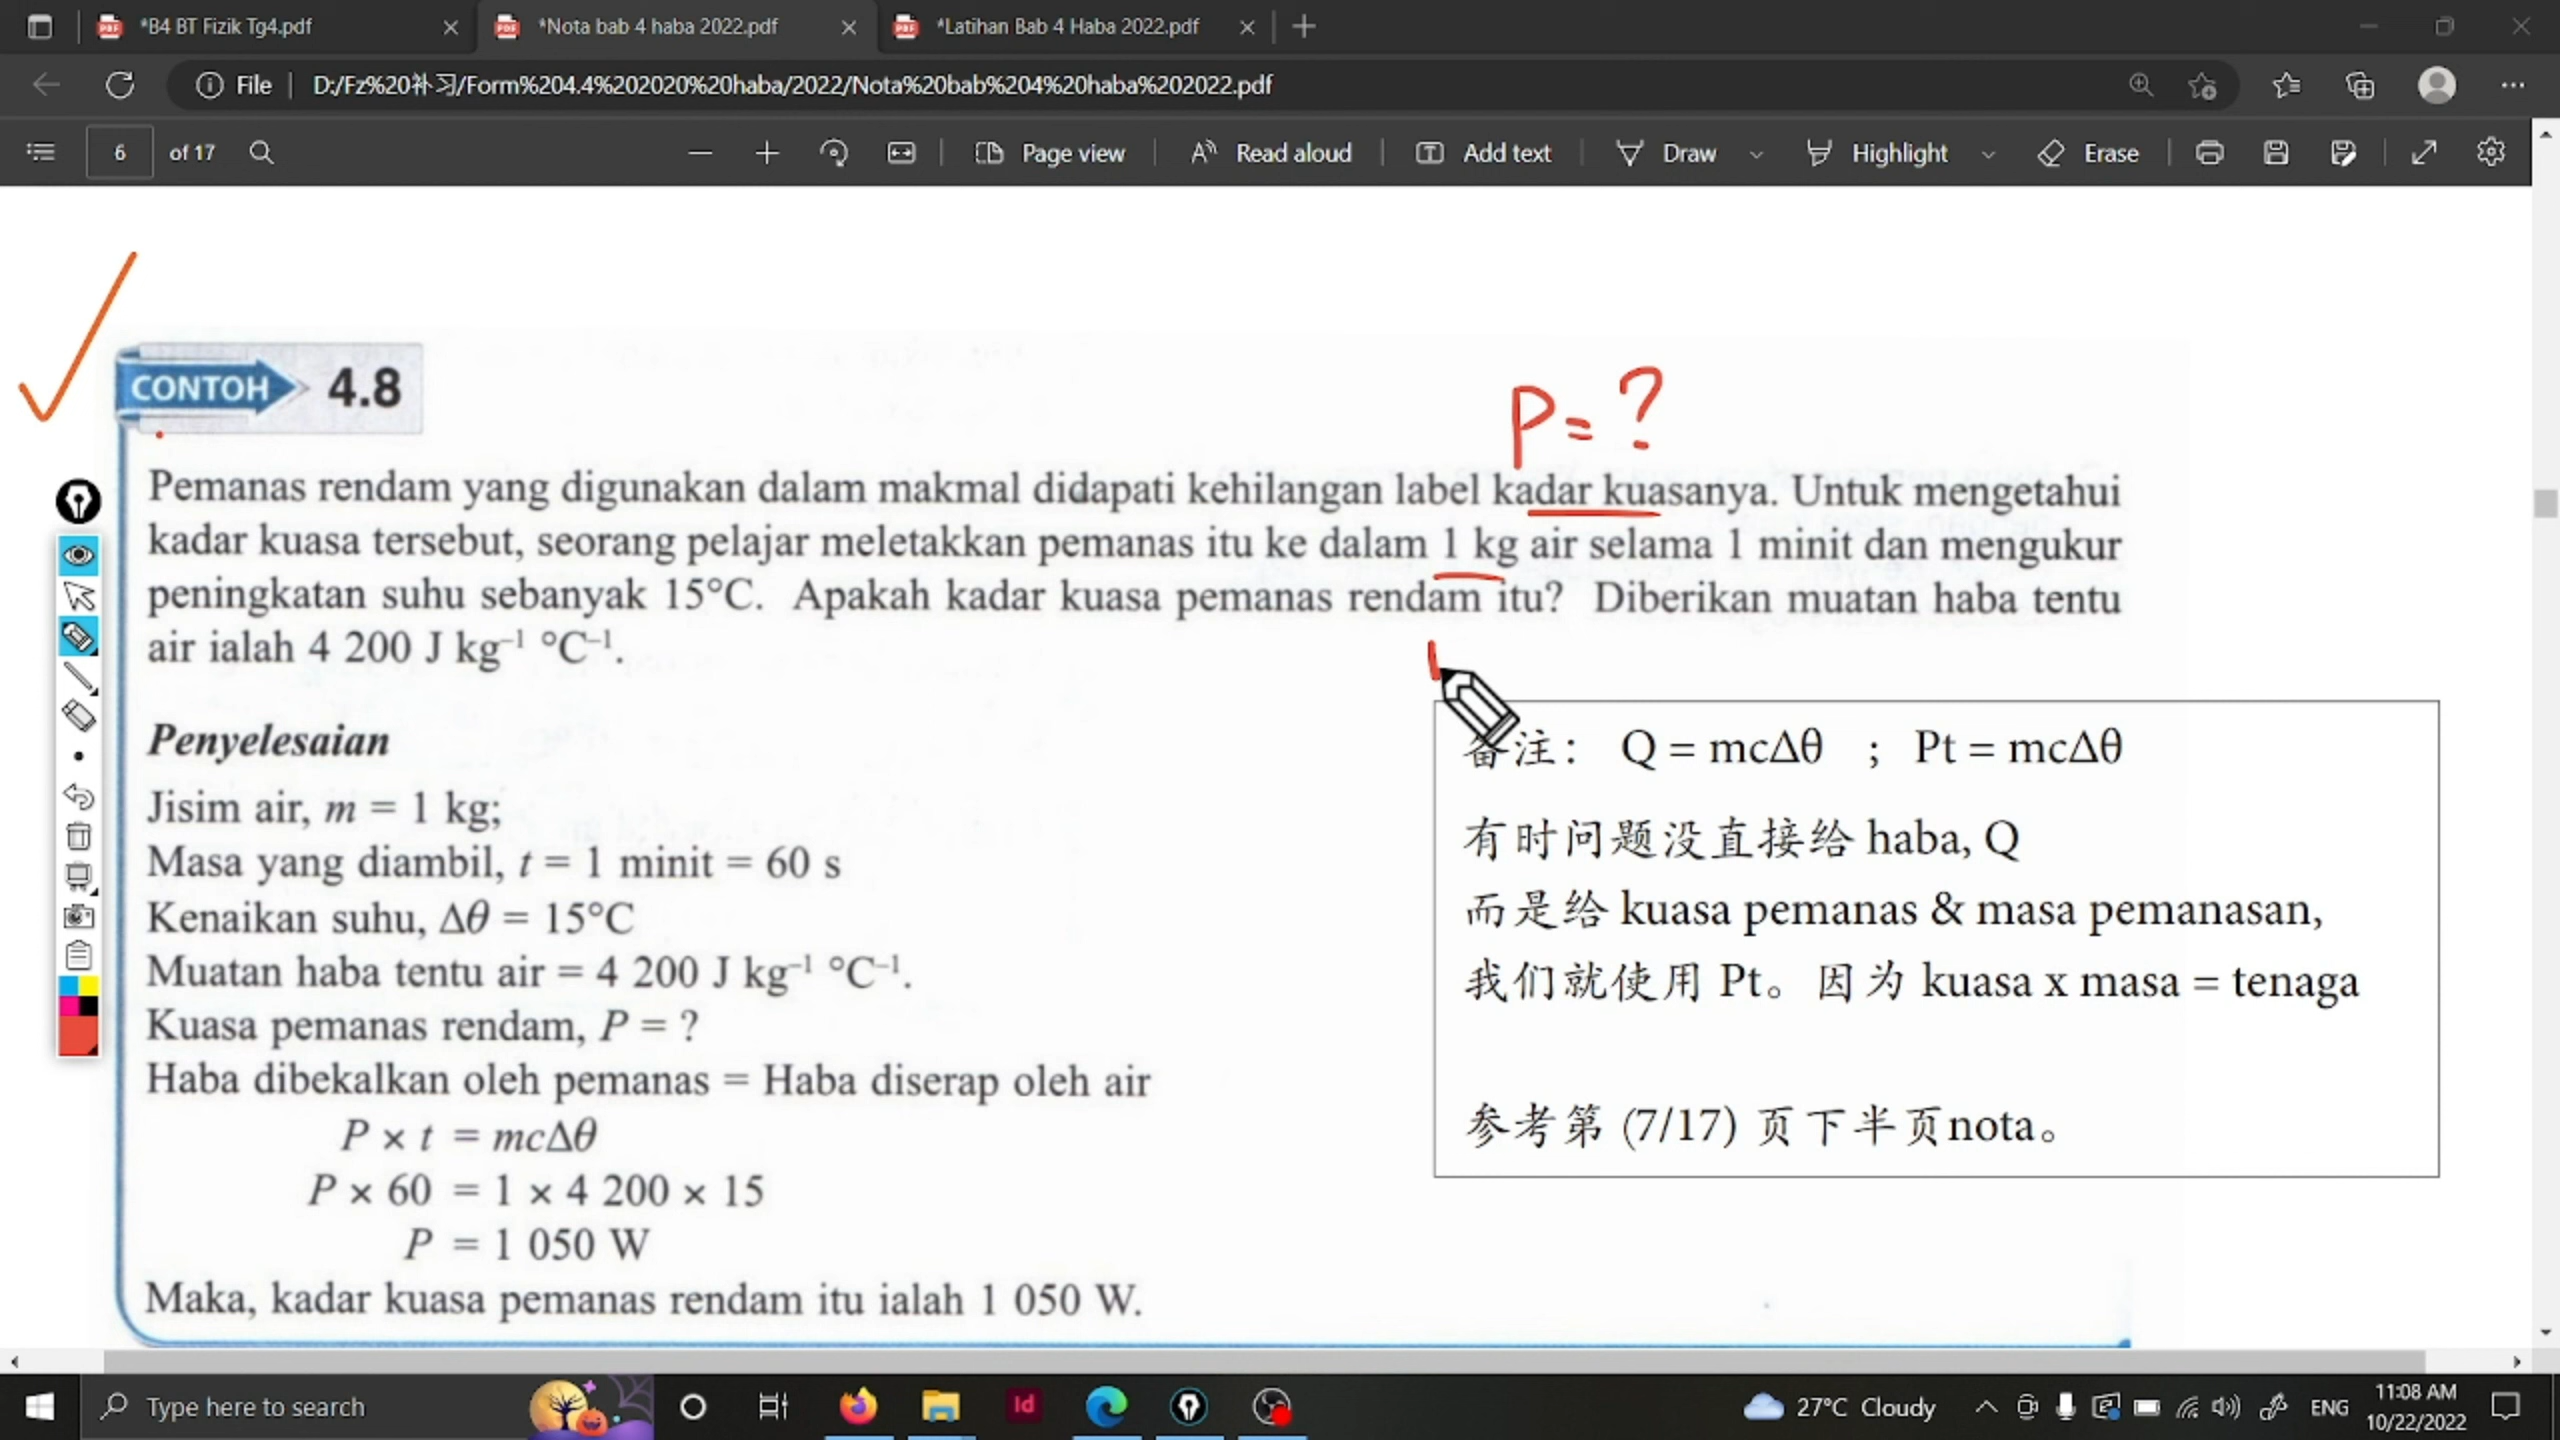 *B4 BT Fizik Tg4.pdf
*Nota bab 4 haba 2022.pdf
*Latihan Bab 4 Haba 2022.pdf
File
D:/Fz%20补习/Form%204.4%202020%20haba/2022/Nota%20bab%204%20haba%202022.pdf
6 of 17
Page view
Read aloud
Add text
Draw
Highlight
Erase
CONTOH 4.8
P = ?
Pemanas rendam yang digunakan dalam makmal didapati kehilangan label kadar kuasanya. Untuk mengetahui
kadar kuasa tersebut, seorang pelajar meletakkan pemanas itu ke dalam 1 kg air selama 1 minit dan mengukur
peningkatan suhu sebanyak 15°C. Apakah kadar kuasa pemanas rendam itu? Diberikan muatan haba tentu
air ialah 4 200 J kg⁻¹ °C⁻¹.
Penyelesaian
Jisim air, m = 1 kg;
Masa yang diambil, t = 1 minit = 60 s
Kenaikan suhu, Δθ = 15°C
Muatan haba tentu air = 4 200 J kg⁻¹ °C⁻¹.
Kuasa pemanas rendam, P = ?
Haba dibekalkan oleh pemanas = Haba diserap oleh air
P × t = mcΔθ
P × 60 = 1 × 4 200 × 15
P = 1 050 W
Maka, kadar kuasa pemanas rendam itu ialah 1 050 W.
备注： Q = mcΔθ ; Pt = mcΔθ
有时问题没直接给 haba, Q
而是给 kuasa pemanas & masa pemanasan,
我们就使用 Pt。因为 kuasa x masa = tenaga
参考第 (7/17) 页下半页nota。
Type here to search
Id
27°C Cloudy
ENG
11:08 AM
10/22/2022